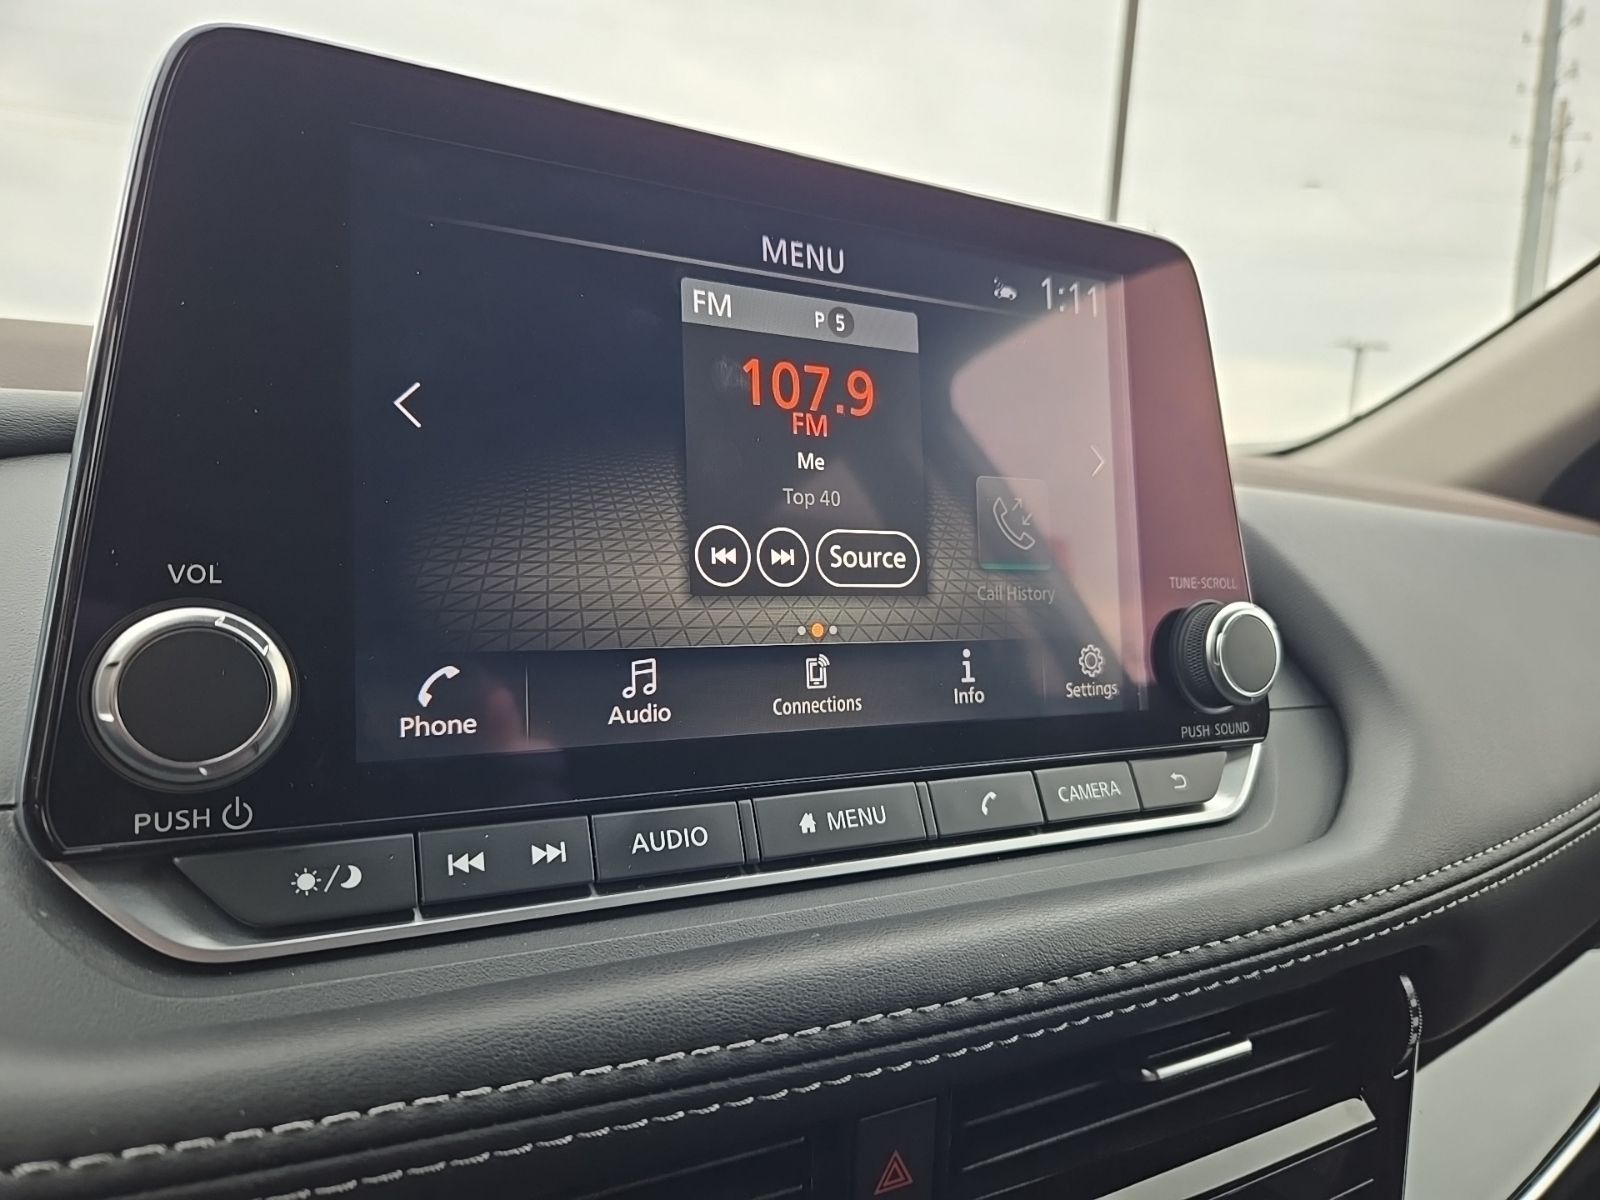 MENU
1:11
FM
P 5
107.9
FM
Me
Top 40
Source
Call History
VOL
TUNE-SCROLL
Phone
Audio
Connections
Info
Settings
PUSH
PUSH SOUND
AUDIO
MENU
CAMERA